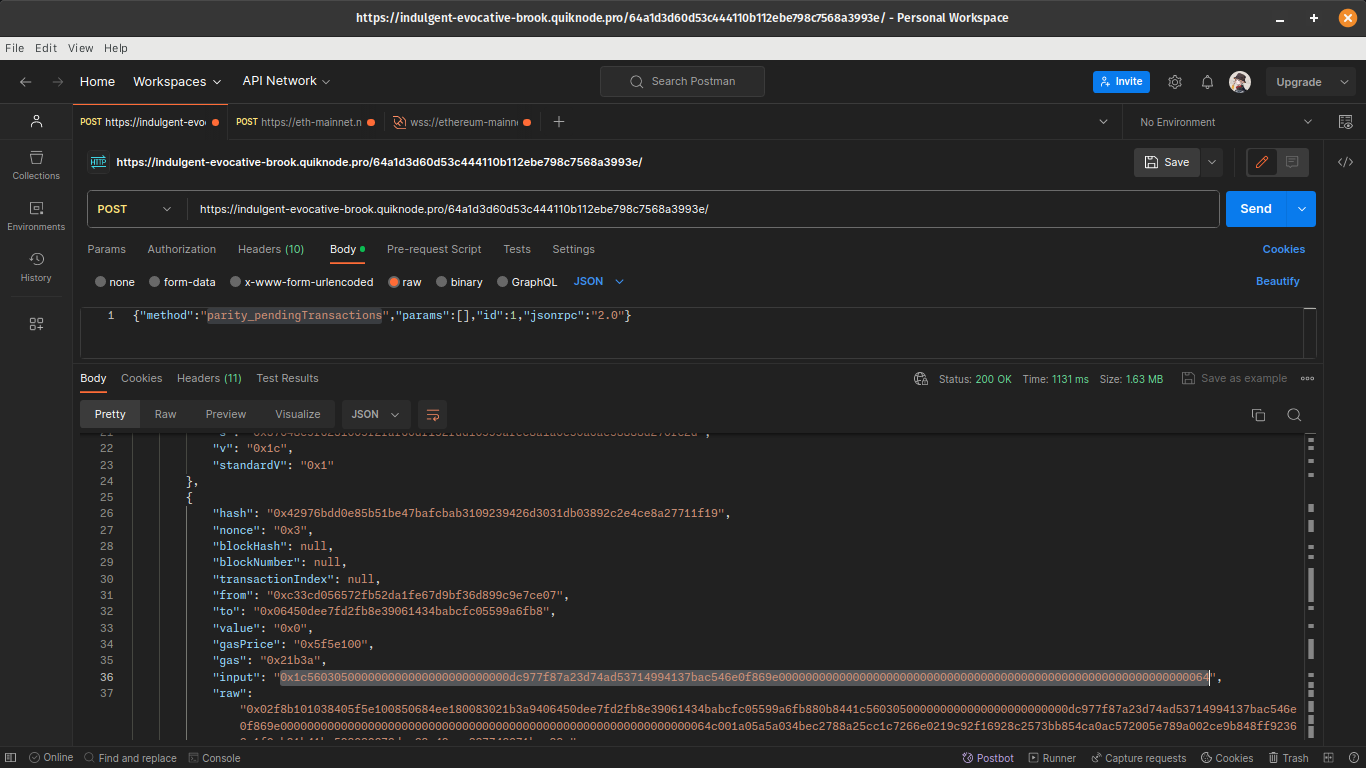 https://indulgent-evocative-brook.quiknode.pro/64a1d3d60d53c444110b112ebe798c7568a3993e/ - Personal Workspace
File Edit View Help
Home Workspaces API Network Search Postman Invite Upgrade
POST https://indulgent-evo POST https://eth-mainnet.n wss://ethereum-mainn No Environment
HTTP https://indulgent-evocative-brook.quiknode.pro/64a1d3d60d53c444110b112ebe798c7568a3993e/ Save
Collections
Environments
History
POST https://indulgent-evocative-brook.quiknode.pro/64a1d3d60d53c444110b112ebe798c7568a3993e/ Send
Params Authorization Headers (10) Body Pre-request Script Tests Settings Cookies
none form-data x-www-form-urlencoded raw binary GraphQL JSON Beautify
1 {"method":"parity_pendingTransactions","params":[],"id":1,"jsonrpc":"2.0"}
Body Cookies Headers (11) Test Results Status: 200 OK Time: 1131 ms Size: 1.63 MB Save as example
Pretty Raw Preview Visualize JSON
22 "v": "0x1c",
23 "standardV": "0x1"
24 },
25 {
26 "hash": "0x42976bdd0e85b51be47bafcbab3109239426d3031db03892c2e4ce8a27711f19",
27 "nonce": "0x3",
28 "blockHash": null,
29 "blockNumber": null,
30 "transactionIndex": null,
31 "from": "0xc33cd056572fb52da1fe67d9bf36d899c9e7ce07",
32 "to": "0x06450dee7fd2fb8e39061434babcfc05599a6fb8",
33 "value": "0x0",
34 "gasPrice": "0x5f5e100",
35 "gas": "0x21b3a",
36 "input": "0x1c560305000000000000000000000000dc977f87a23d74ad53714994137bac546e0f869e0000000000000000000000000000000000000000000000000000000000000064",
37 "raw":
"0x02f8b101038405f5e100850684ee180083021b3a9406450dee7fd2fb8e39061434babcfc05599a6fb880b8441c560305000000000000000000000000dc977f87a23d74ad53714994137bac546e
0f869e0000000000000000000000000000000000000000000000000000000000000064c001a05a5a034bec2788a25cc1c7266e0219c92f16928c2573bb854ca0ac572005e789a002ce9b848ff9236
Online Find and replace Console Postbot Runner Capture requests Cookies Trash